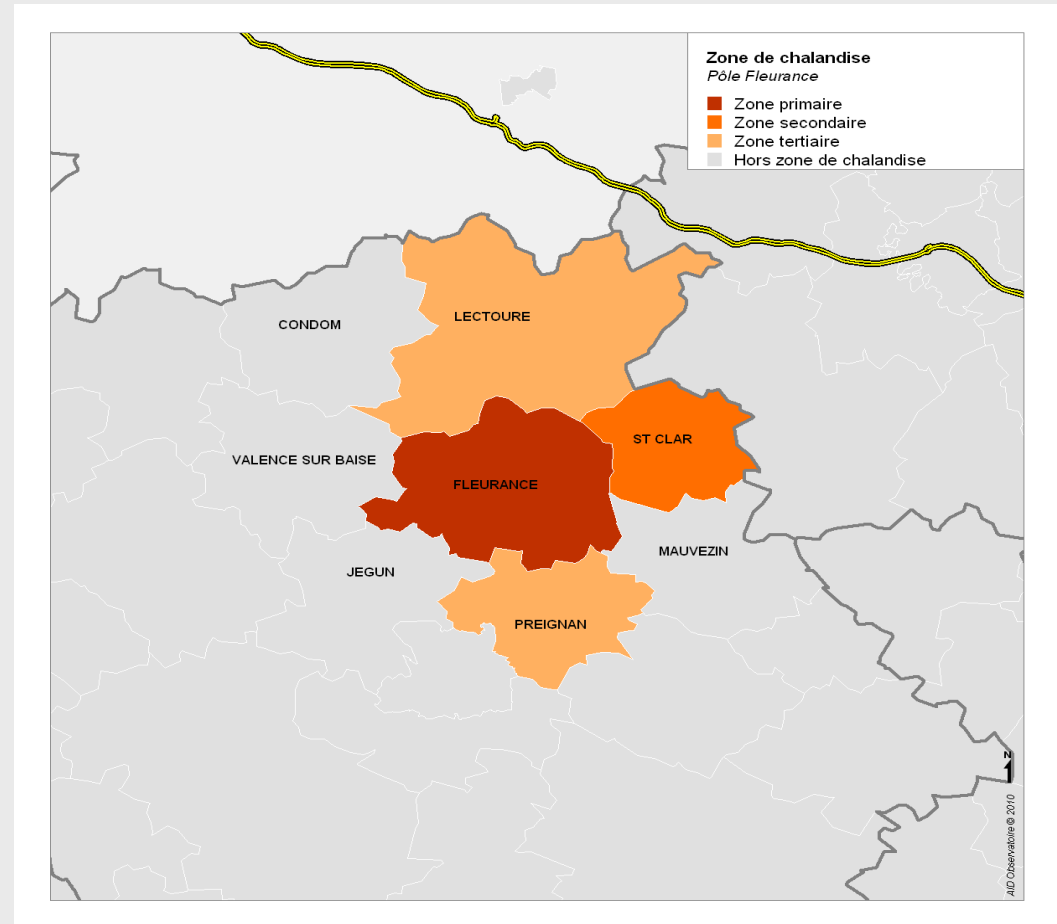 Zone de chalandise
Pôle Fleurance
Zone primaire
Zone secondaire
Zone tertiaire
Hors zone de chalandise
CONDOM
LECTOURE
ST CLAR
VALENCE SUR BAISE
FLEURANCE
MAUVEZIN
JEGUN
PREIGNAN
N
AID Observatoire © 2010